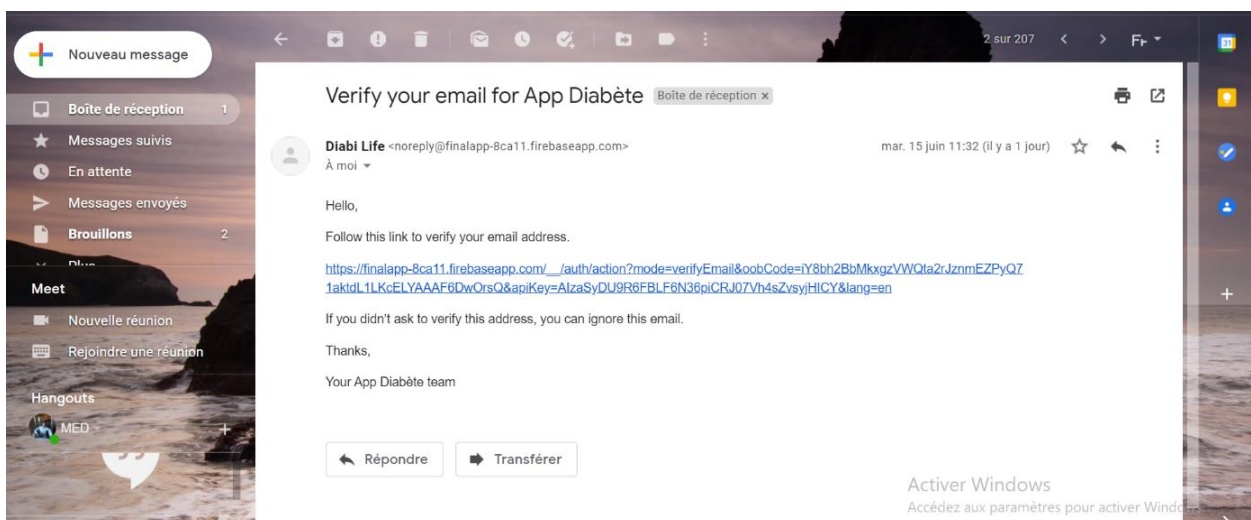 Nouveau message
2 sur 207
Fr
31
Boîte de réception 1
Messages suivis
En attente
Messages envoyés
Brouillons 2
Plus
Meet
Nouvelle réunion
Rejoindre une réunion
Hangouts
MED
Verify your email for App Diabète Boîte de réception x
Diabi Life <noreply@finalapp-8ca11.firebaseapp.com> mar. 15 juin 11:32 (il y a 1 jour)
À moi
Hello,
Follow this link to verify your email address.
https://finalapp-8ca11.firebaseapp.com/__/auth/action?mode=verifyEmail&oobCode=iY8bh2BbMkxgzVWQta2rJznmEZPyQ7
1aktdL1LKcELYAAAF6DwOrsQ&apiKey=AIzaSyDU9R6FBLF6N36piCRJ07Vh4sZvsyjHICY&lang=en
If you didn't ask to verify this address, you can ignore this email.
Thanks,
Your App Diabète team
Répondre
Transférer
Activer Windows
Accédez aux paramètres pour activer